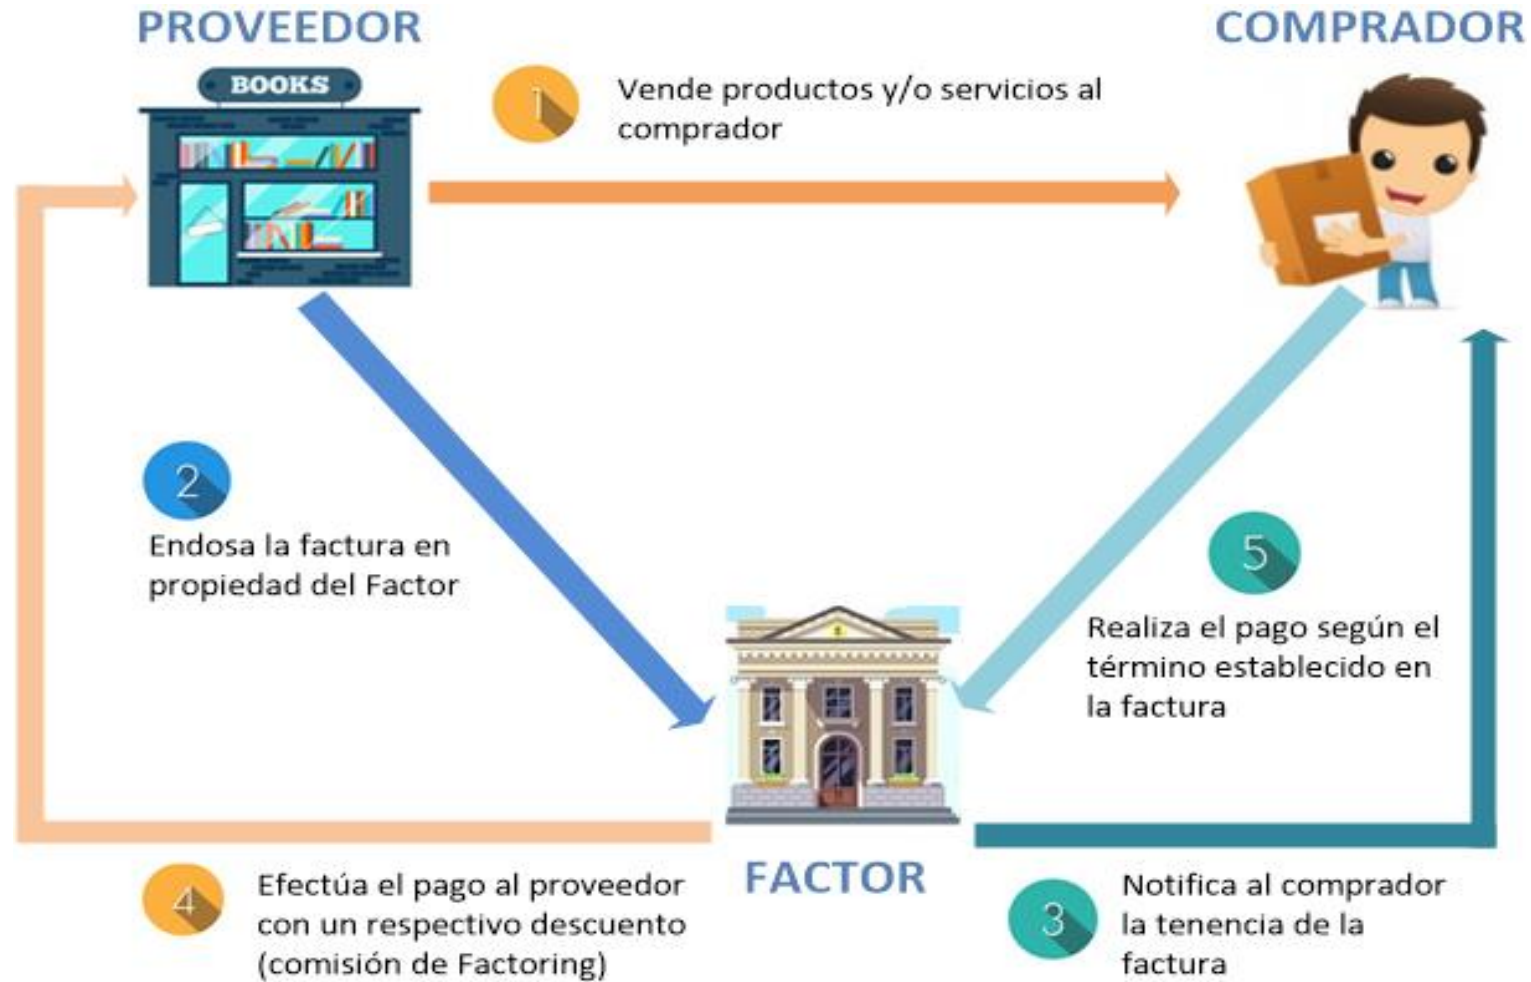 PROVEEDOR
COMPRADOR
BOOKS
1
Vende productos y/o servicios al
comprador
2
Endosa la factura en
propiedad del Factor
5
Realiza el pago según el
término establecido en
la factura
FACTOR
4
Efectúa el pago al proveedor
con un respectivo descuento
(comisión de Factoring)
3
Notifica al comprador
la tenencia de la
factura